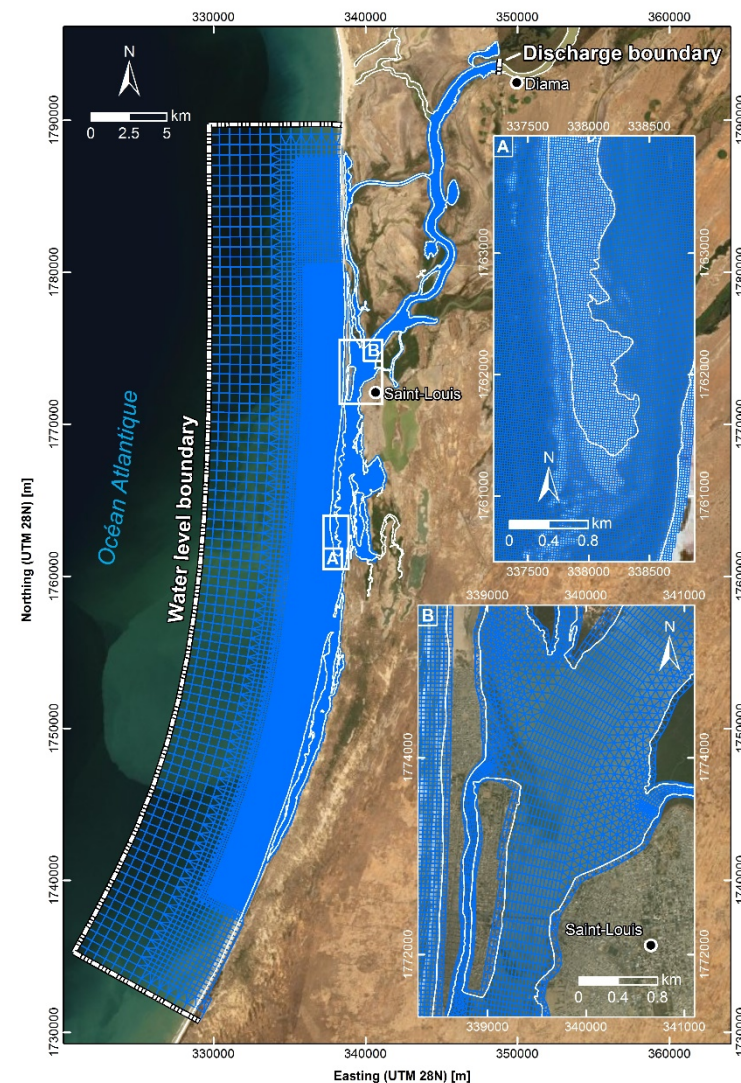 330000 340000 350000 360000
N
0 2.5 5 km
Discharge boundary
Diama
1790000 1790000
337500 338000 338500
A
1763000
1762000
1761000
N
0 0.4 0.8 km
337500 338000 338500
1780000 1780000
B
Saint-Louis
1770000 1770000
Océan Atlantique
Water level boundary
Northing (UTM 28N) [m]
A
1760000 1760000
339000 340000 341000
B
N
1774000 1774000
1750000 1750000
1740000 1740000
Saint-Louis
1772000 1772000
0 0.4 0.8 km
339000 340000 341000
1730000 1730000
330000 340000 350000 360000
Easting (UTM 28N) [m]